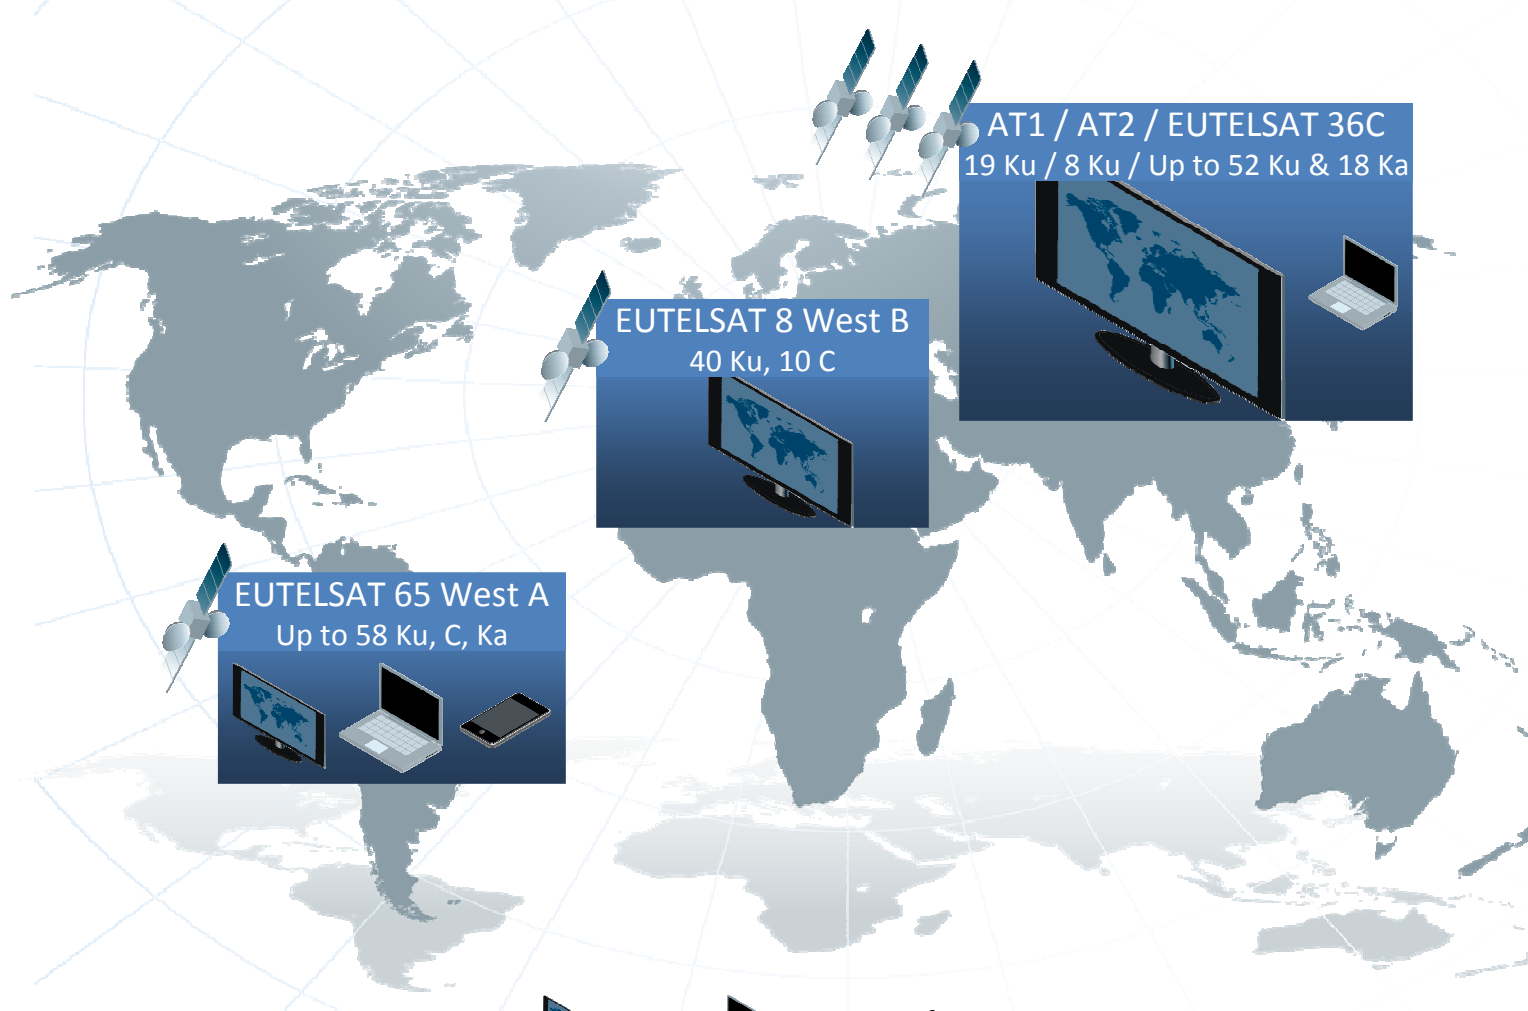 AT1 / AT2 / EUTELSAT 36C
19 Ku / 8 Ku / Up to 52 Ku & 18 Ka
EUTELSAT 8 West B
40 Ku, 10 C
EUTELSAT 65 West A
Up to 58 Ku, C, Ka